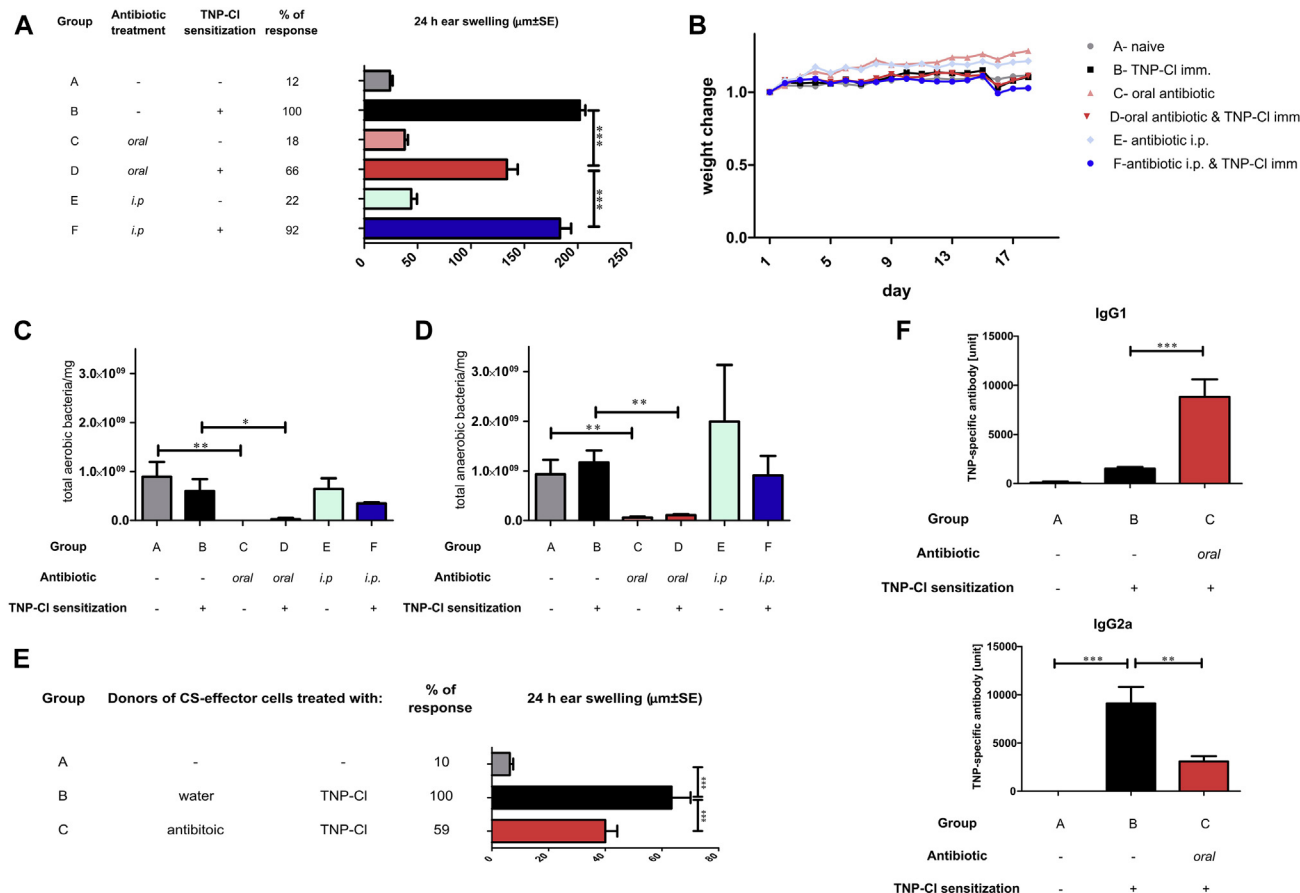 A
Group Antibiotic treatment TNP-Cl sensitization % of response 24 h ear swelling (μm±SE)
A - - 12
B - + 100
C oral - 18
D oral + 66
E i.p - 22
F i.p + 92
***
***
0 50 100 150 200 250
B
weight change
1.5
1.0
0.5
0.0
1 5 9 13 17
day
A- naive
B- TNP-Cl imm.
C- oral antibiotic
D-oral antibiotic & TNP-Cl imm
E- antibiotic i.p.
F-antibiotic i.p. & TNP-Cl imm
C
total aerobic bacteria/mg
3.0×10⁰⁹
2.0×10⁰⁹
1.0×10⁰⁹
0.0
*
**
Group A B C D E F
Antibiotic - - oral oral i.p i.p.
TNP-Cl sensitization - + - + - +
D
total anaerobic bacteria/mg
3.0×10⁰⁹
2.0×10⁰⁹
1.0×10⁰⁹
0.0
**
**
Group A B C D E F
Antibiotic - - oral oral i.p i.p.
TNP-Cl sensitization - + - + - +
E
Group Donors of CS-effector cells treated with: % of response 24 h ear swelling (μm±SE)
A - - 10
B water TNP-Cl 100
C antibitoic TNP-Cl 59
***
***
0 20 40 60 80
F
IgG1
TNP-specific antibody [unit]
15000
10000
5000
0
***
Group A B C
Antibiotic - - oral
TNP-Cl sensitization - + +
IgG2a
TNP-specific antibody [unit]
15000
10000
5000
0
*** **
Group A B C
Antibiotic - - oral
TNP-Cl sensitization - + +